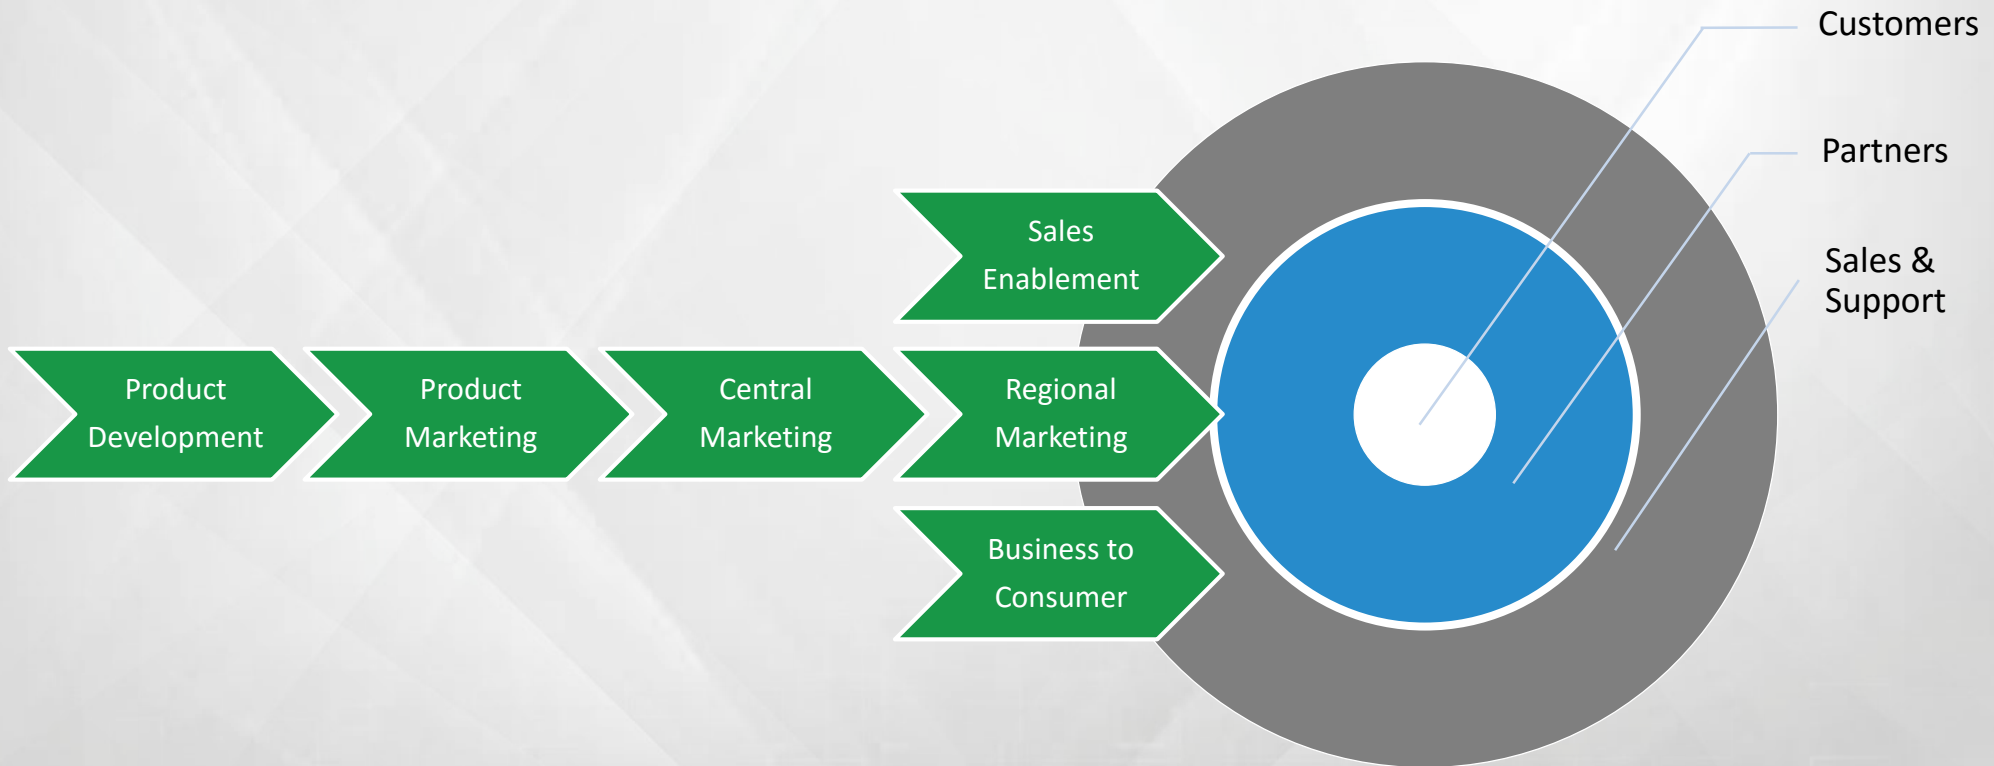 Customers
Partners
Sales &
Support
Sales
Enablement
Product
Development
Product
Marketing
Central
Marketing
Regional
Marketing
Business to
Consumer